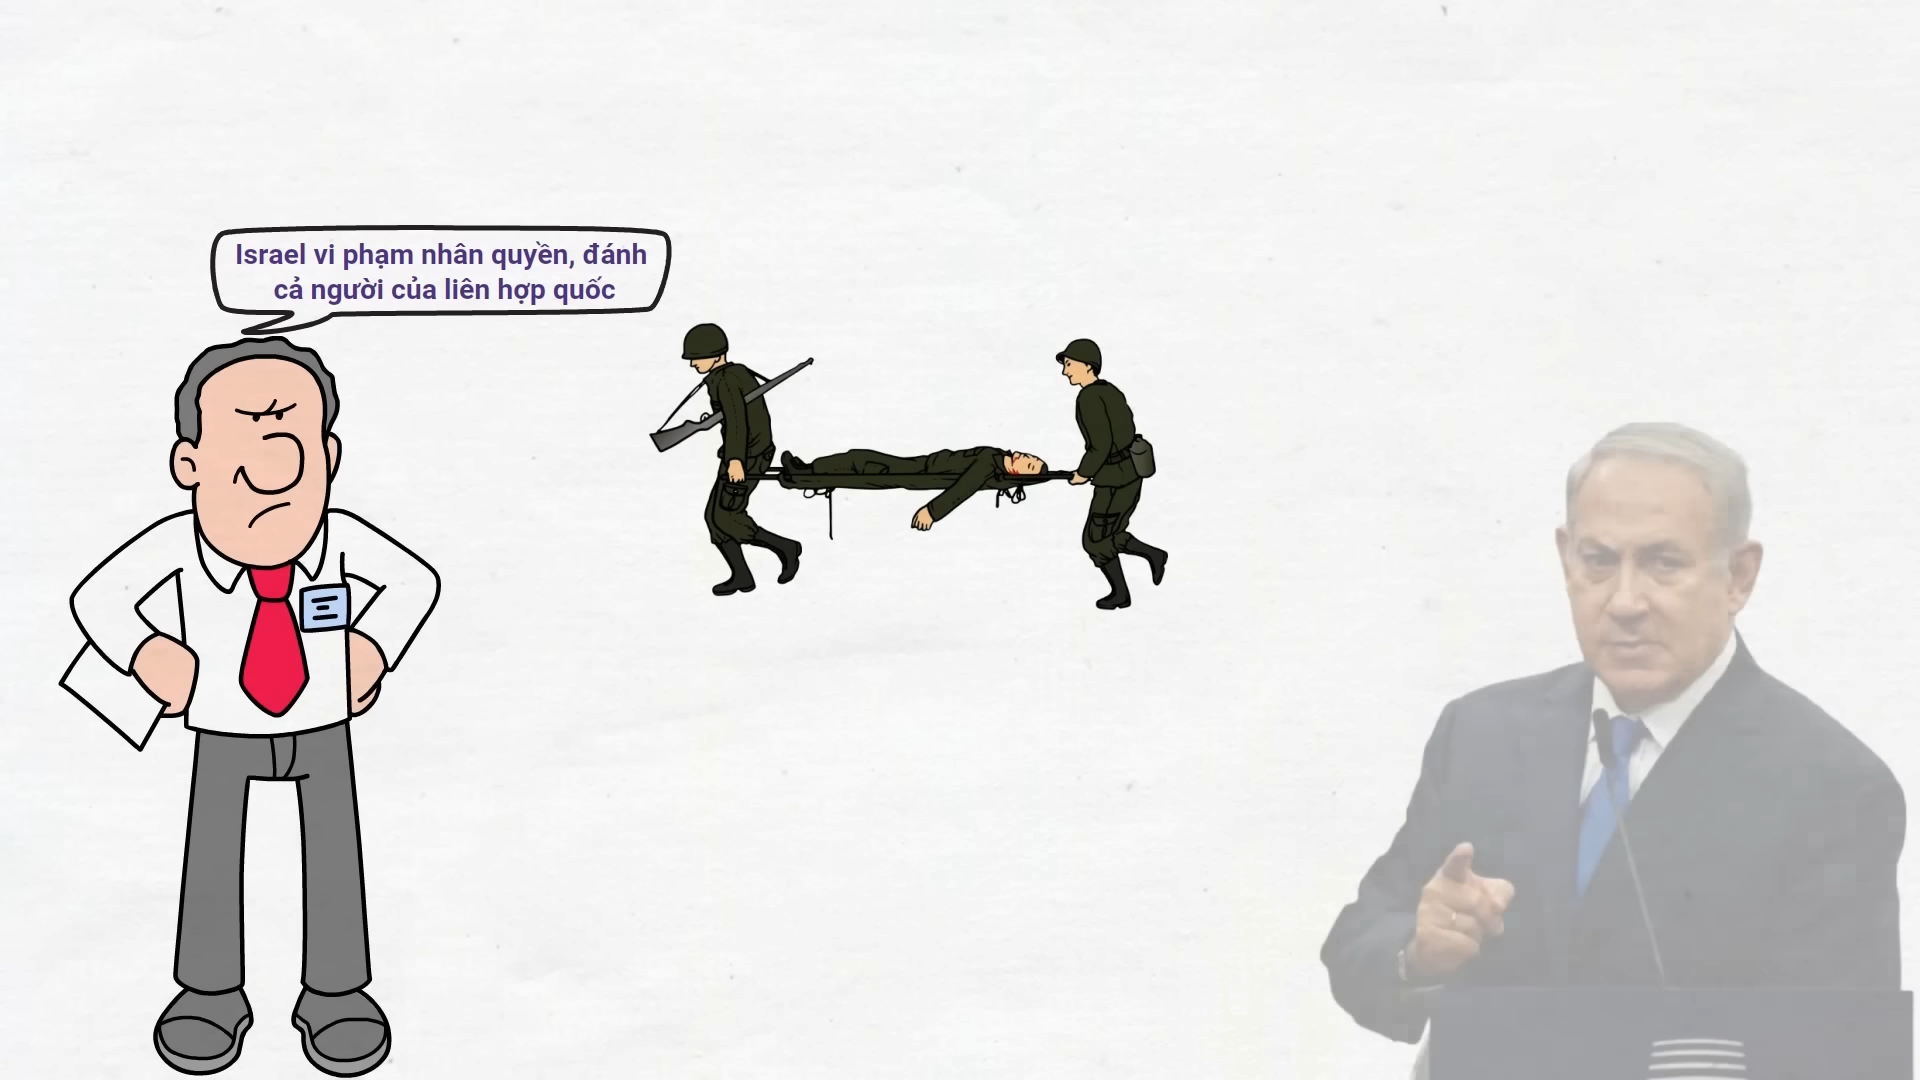 Israel vi phạm nhân quyền, đánh
cả người của liên hợp quốc